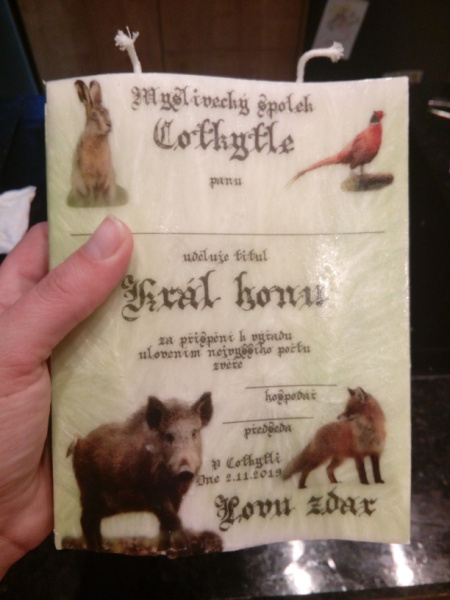 Myslivecký spolek
Cotkytle
panu
uděluje titul
Král honu
za přispění k výřadu
ulovením nejvyššího počtu
zvěře
hospodář
předseda
V Cotkytli
Dne 2.11.2019
Lovu zdar